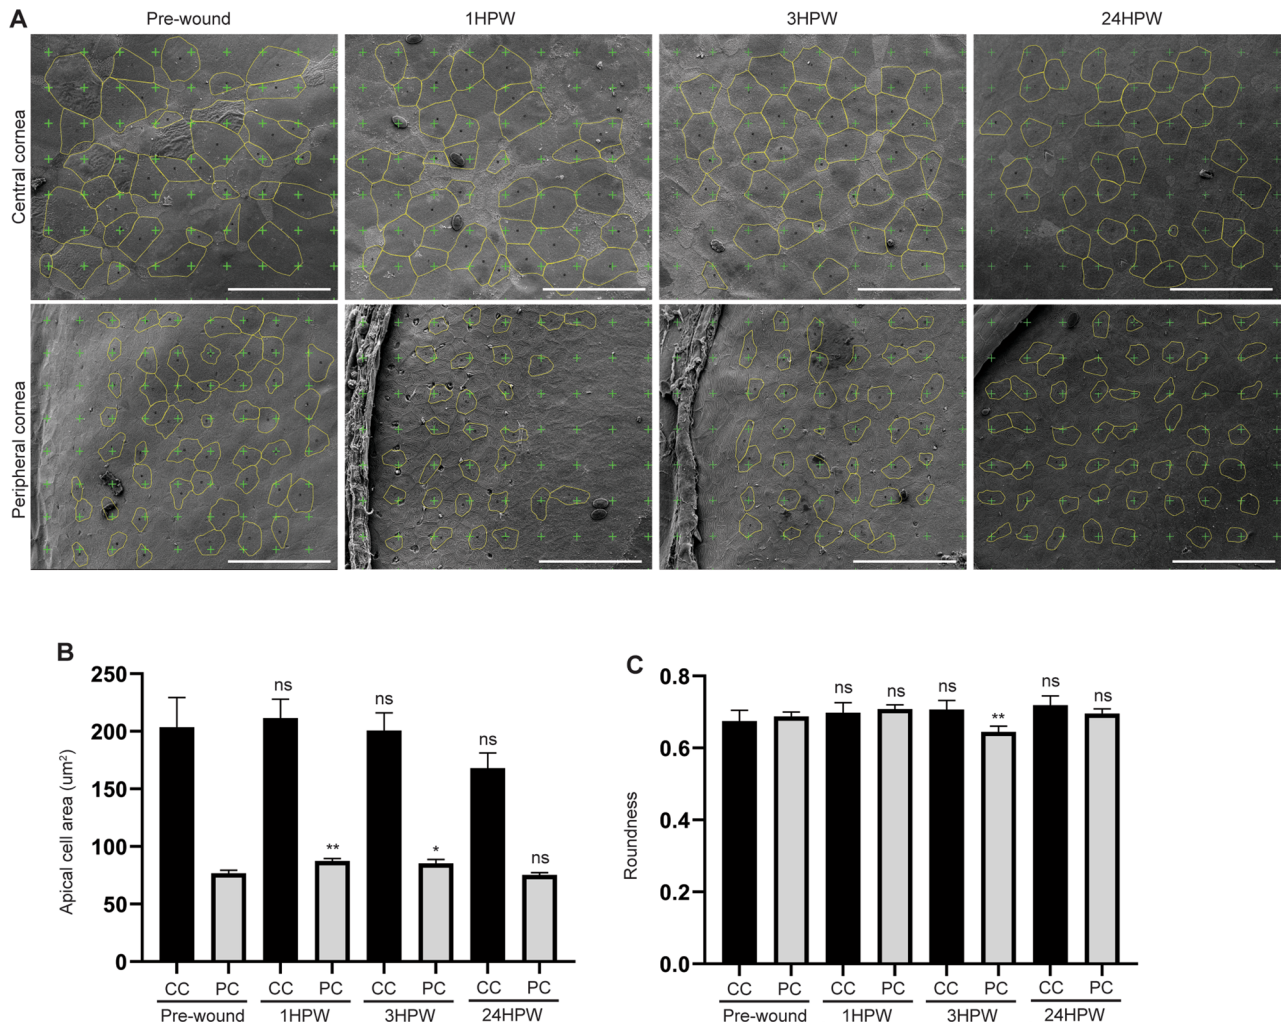 A
Pre-wound 1HPW 3HPW 24HPW
Central cornea
Peripheral cornea
B
Apical cell area (um²)
250
200
150
100
50
0
ns
**
ns
*
ns
ns
CC PC CC PC CC PC CC PC
Pre-wound 1HPW 3HPW 24HPW
C
Roundness
0.8
0.6
0.4
0.2
0.0
ns
ns
ns
**
ns
ns
CC PC CC PC CC PC CC PC
Pre-wound 1HPW 3HPW 24HPW